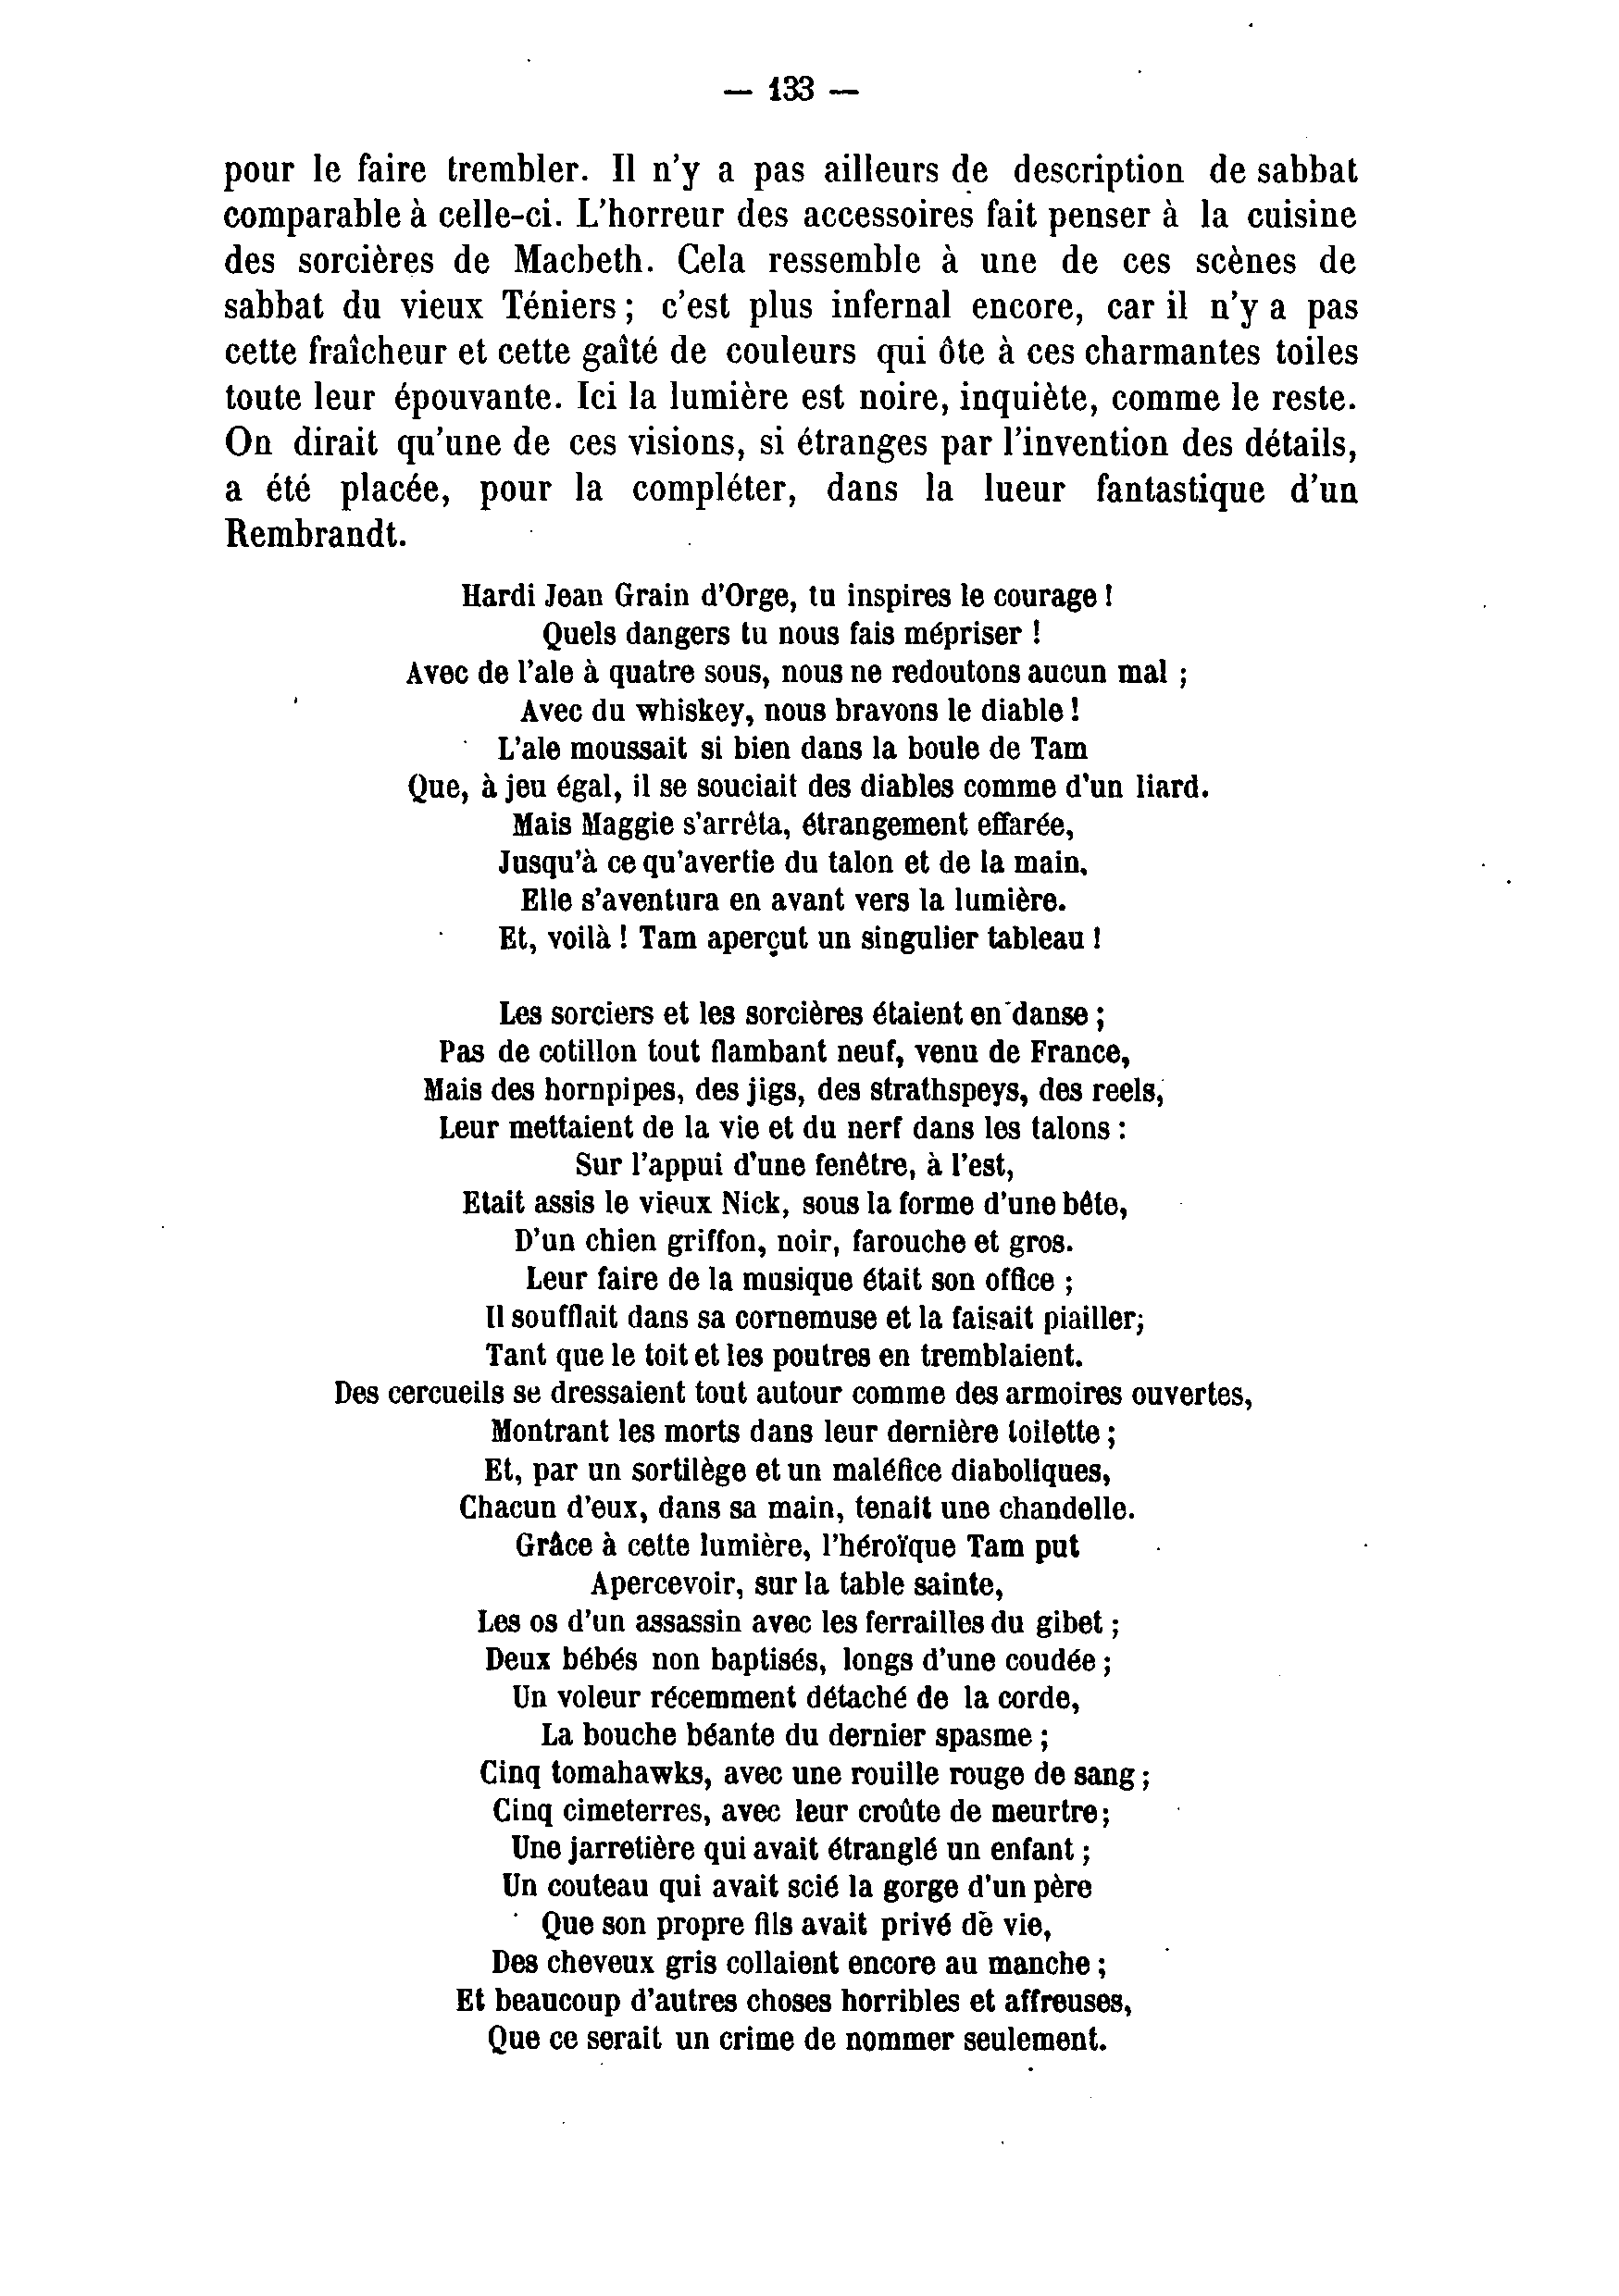 — 133 —
pour le faire trembler. Il n'y a pas ailleurs de description de sabbat
comparable à celle-ci. L'horreur des accessoires fait penser à la cuisine
des sorcières de Macbeth. Cela ressemble à une de ces scènes de
sabbat du vieux Téniers ; c'est plus infernal encore, car il n'y a pas
cette fraîcheur et cette gaîté de couleurs qui ôte à ces charmantes toiles
toute leur épouvante. Ici la lumière est noire, inquiète, comme le reste.
On dirait qu'une de ces visions, si étranges par l'invention des détails,
a été placée, pour la compléter, dans la lueur fantastique d'un
Rembrandt.
Hardi Jean Grain d'Orge, tu inspires le courage !
Quels dangers tu nous fais mépriser !
Avec de l'ale à quatre sous, nous ne redoutons aucun mal ;
Avec du whiskey, nous bravons le diable !
L'ale moussait si bien dans la boule de Tam
Que, à jeu égal, il se souciait des diables comme d'un liard.
Mais Maggie s'arrêta, étrangement effarée,
Jusqu'à ce qu'avertie du talon et de la main,
Elle s'aventura en avant vers la lumière.
Et, voilà ! Tam aperçut un singulier tableau !
Les sorciers et les sorcières étaient en danse ;
Pas de cotillon tout flambant neuf, venu de France,
Mais des hornpipes, des jigs, des strathspeys, des reels,
Leur mettaient de la vie et du nerf dans les talons :
Sur l'appui d'une fenêtre, à l'est,
Etait assis le vieux Nick, sous la forme d'une bête,
D'un chien griffon, noir, farouche et gros.
Leur faire de la musique était son office ;
Il soufflait dans sa cornemuse et la faisait piailler;
Tant que le toit et les poutres en tremblaient.
Des cercueils se dressaient tout autour comme des armoires ouvertes,
Montrant les morts dans leur dernière toilette ;
Et, par un sortilège et un maléfice diaboliques,
Chacun d'eux, dans sa main, tenait une chandelle.
Grâce à cette lumière, l'héroïque Tam put
Apercevoir, sur la table sainte,
Les os d'un assassin avec les ferrailles du gibet ;
Deux bébés non baptisés, longs d'une coudée ;
Un voleur récemment détaché de la corde,
La bouche béante du dernier spasme ;
Cinq tomahawks, avec une rouille rouge de sang ;
Cinq cimeterres, avec leur croûte de meurtre ;
Une jarretière qui avait étranglé un enfant ;
Un couteau qui avait scié la gorge d'un père
Que son propre fils avait privé de vie,
Des cheveux gris collaient encore au manche ;
Et beaucoup d'autres choses horribles et affreuses,
Que ce serait un crime de nommer seulement.